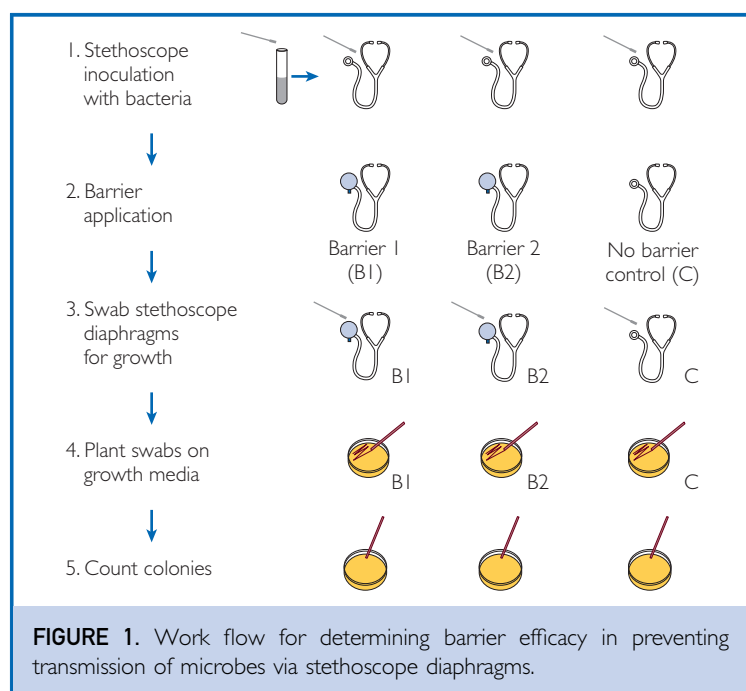 1. Stethoscope
inoculation
with bacteria
2. Barrier
application
Barrier 1
(B1)
Barrier 2
(B2)
No barrier
control (C)
3. Swab stethoscope
diaphragms
for growth
B1
B2
C
4. Plant swabs on
growth media
B1
B2
C
5. Count colonies
FIGURE 1. Work flow for determining barrier efficacy in preventing
transmission of microbes via stethoscope diaphragms.